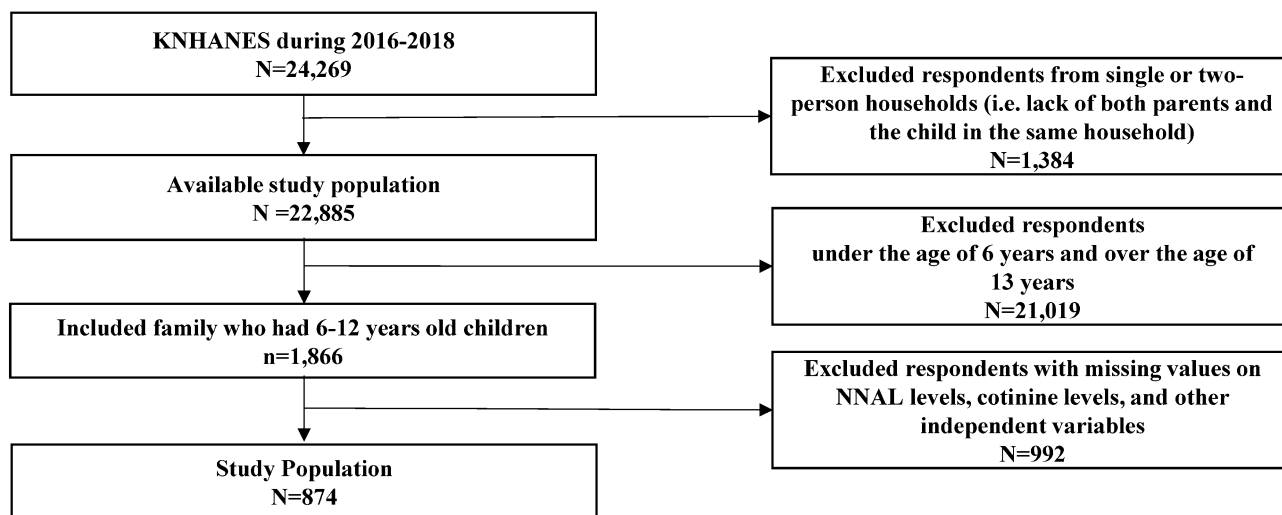 KNHANES during 2016-2018
N=24,269
Excluded respondents from single or two-
person households (i.e. lack of both parents and
the child in the same household)
N=1,384
Available study population
N =22,885
Excluded respondents
under the age of 6 years and over the age of
13 years
N=21,019
Included family who had 6-12 years old children
n=1,866
Excluded respondents with missing values on
NNAL levels, cotinine levels, and other
independent variables
N=992
Study Population
N=874